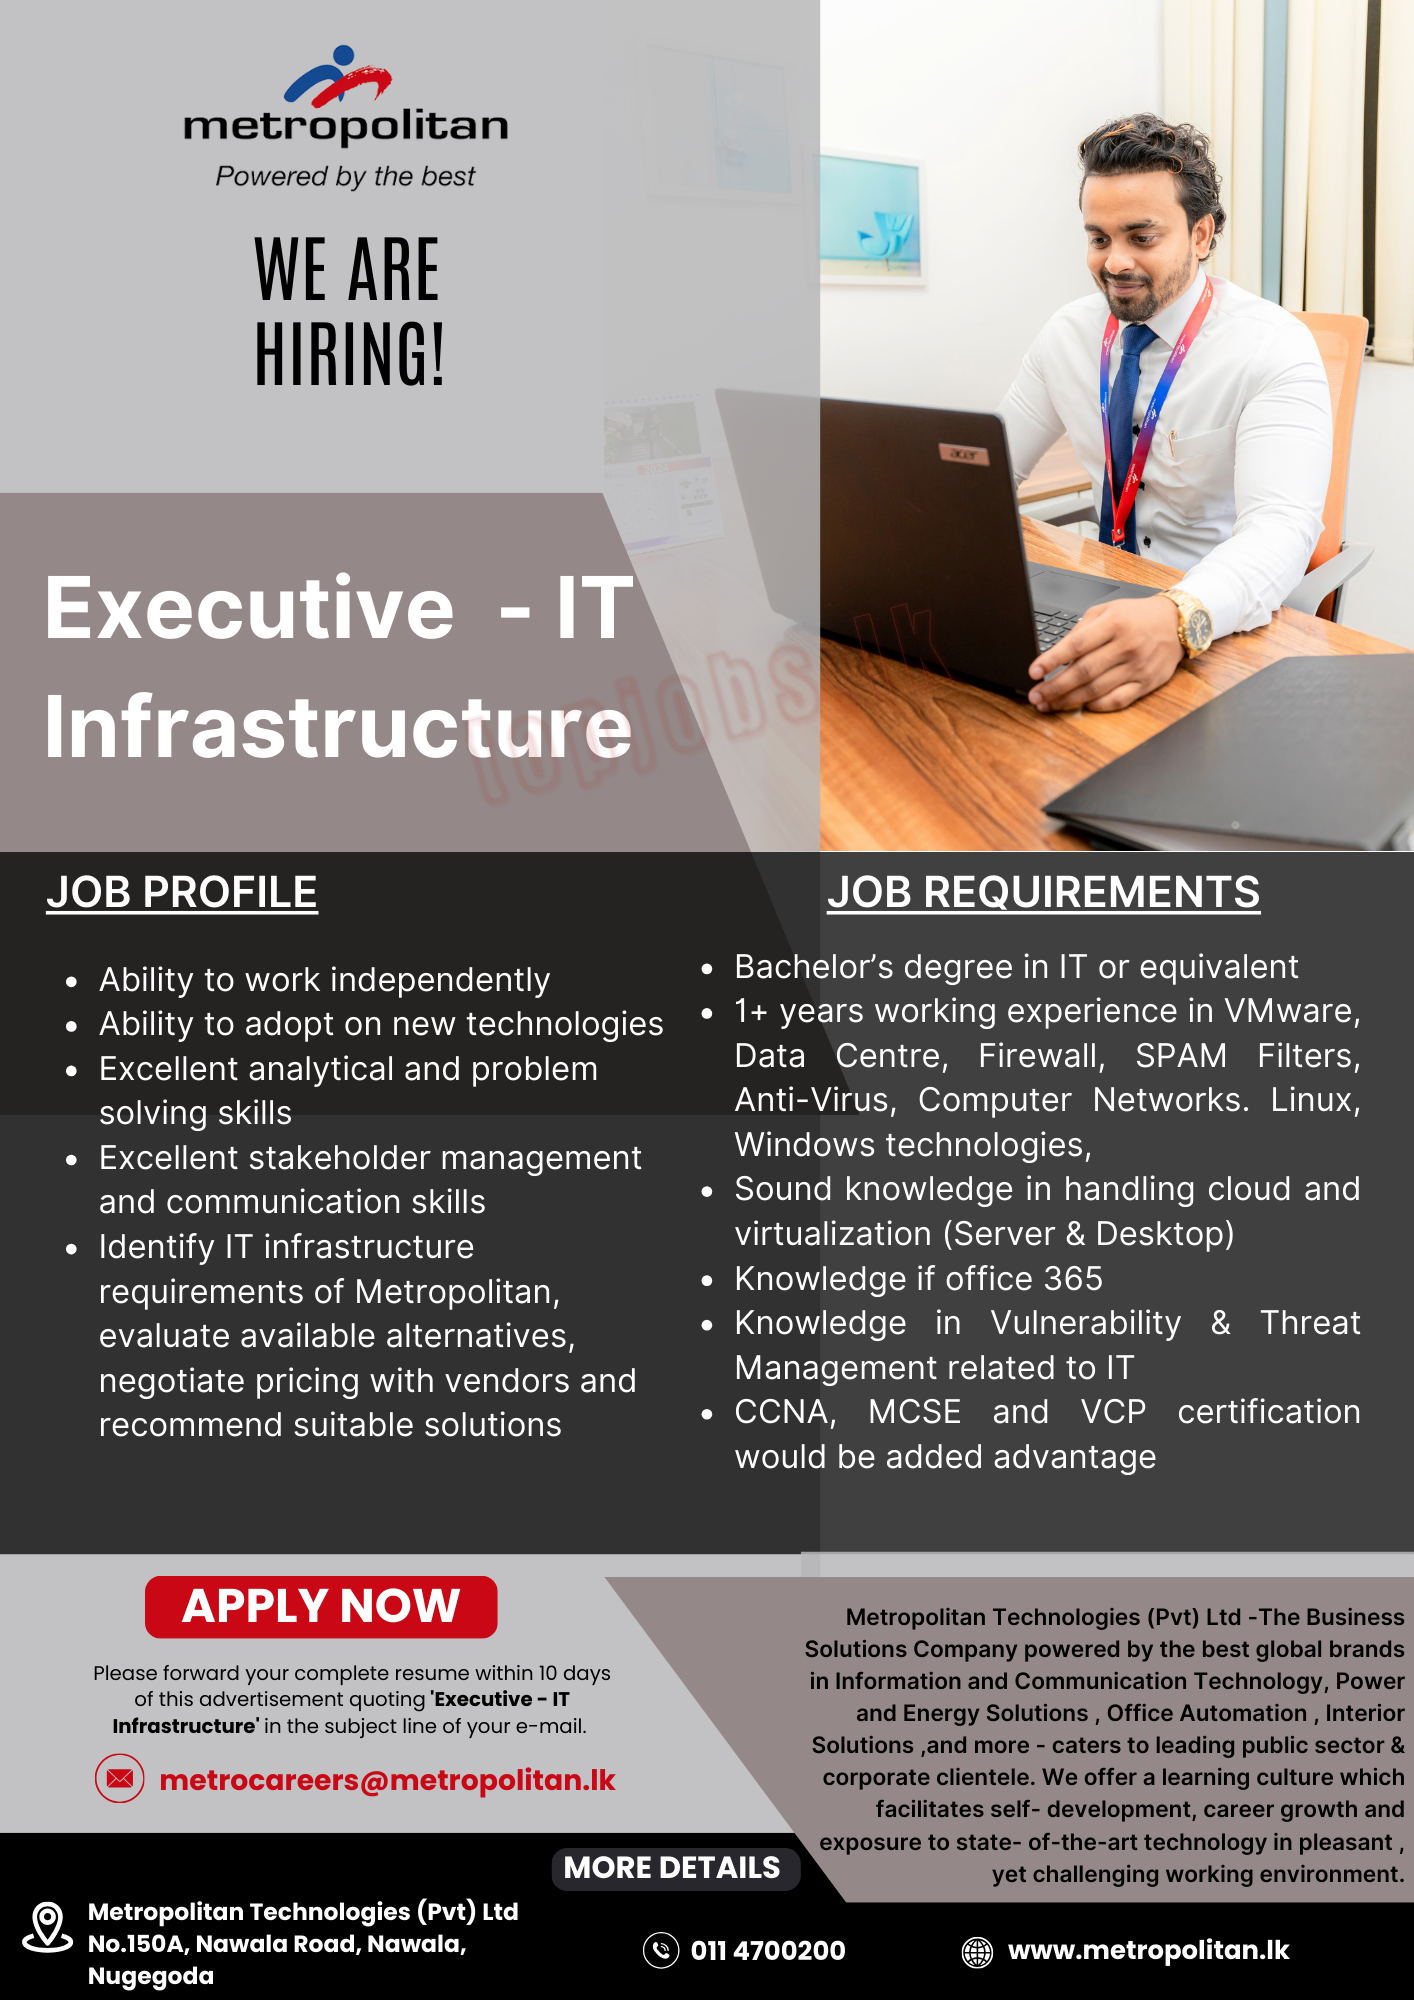 metropolitan
Powered by the best
WE ARE
HIRING!
acer
2024
Executive - IT
Infrastructure
topjobs.lk
JOB PROFILE
• Ability to work independently
• Ability to adopt on new technologies
• Excellent analytical and problem
solving skills
• Excellent stakeholder management
and communication skills
• Identify IT infrastructure
requirements of Metropolitan,
evaluate available alternatives,
negotiate pricing with vendors and
recommend suitable solutions
JOB REQUIREMENTS
• Bachelor’s degree in IT or equivalent
• 1+ years working experience in VMware,
Data Centre, Firewall, SPAM Filters,
Anti-Virus, Computer Networks. Linux,
Windows technologies,
• Sound knowledge in handling cloud and
virtualization (Server & Desktop)
• Knowledge if office 365
• Knowledge in Vulnerability & Threat
Management related to IT
• CCNA, MCSE and VCP certification
would be added advantage
APPLY NOW
Please forward your complete resume within 10 days
of this advertisement quoting 'Executive - IT
Infrastructure' in the subject line of your e-mail.
metrocareers@metropolitan.lk
Metropolitan Technologies (Pvt) Ltd -The Business
Solutions Company powered by the best global brands
in Information and Communication Technology, Power
and Energy Solutions , Office Automation , Interior
Solutions ,and more - caters to leading public sector &
corporate clientele. We offer a learning culture which
facilitates self- development, career growth and
exposure to state- of-the-art technology in pleasant ,
yet challenging working environment.
MORE DETAILS
Metropolitan Technologies (Pvt) Ltd
No.150A, Nawala Road, Nawala,
Nugegoda
011 4700200
www.metropolitan.lk